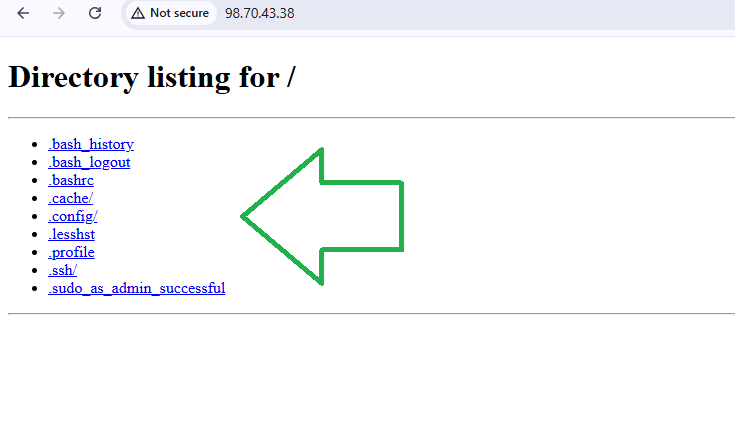 Not secure 98.70.43.38
Directory listing for /
.bash_history
.bash_logout
.bashrc
.cache/
.config/
.lesshst
.profile
.ssh/
.sudo_as_admin_successful